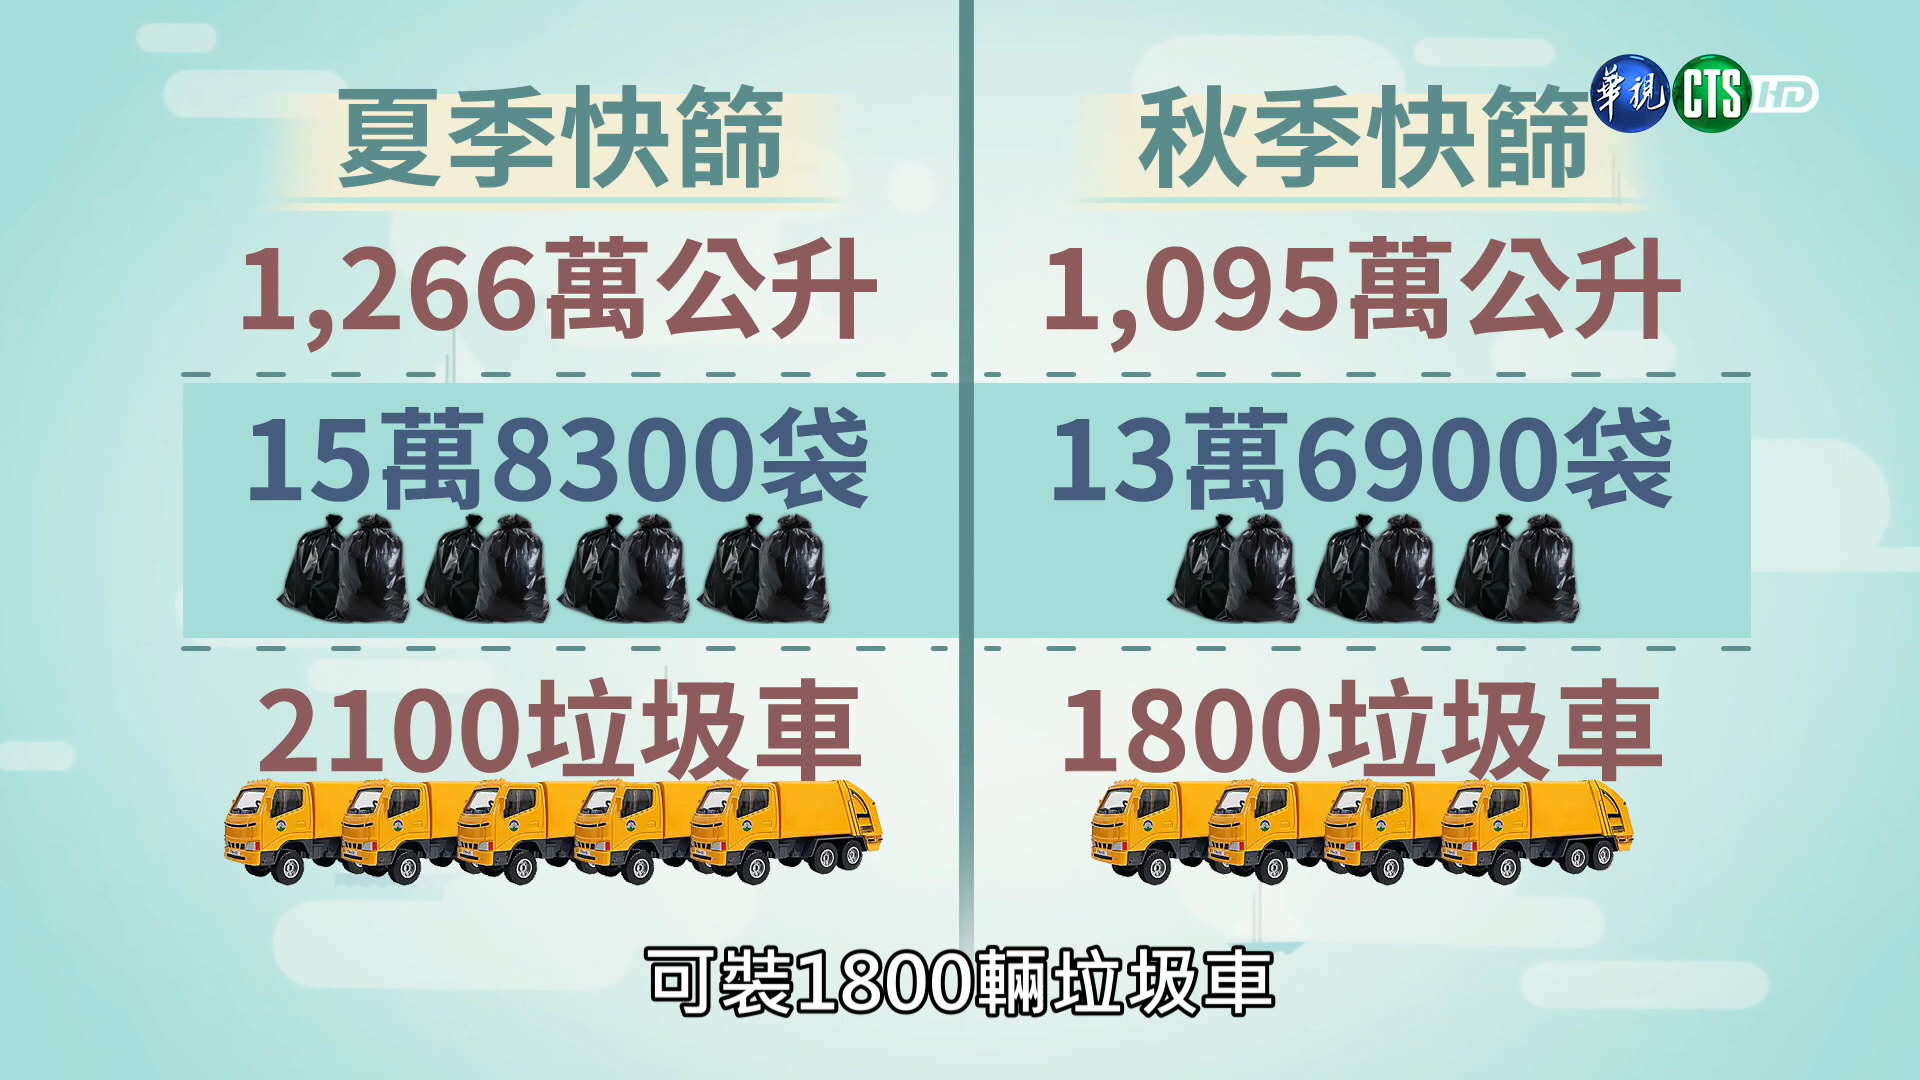 夏季快篩
1,266萬公升
15萬8300袋
2100垃圾車
秋季快篩
1,095萬公升
13萬6900袋
1800垃圾車
華視 CTS HD
可裝1800輛垃圾車